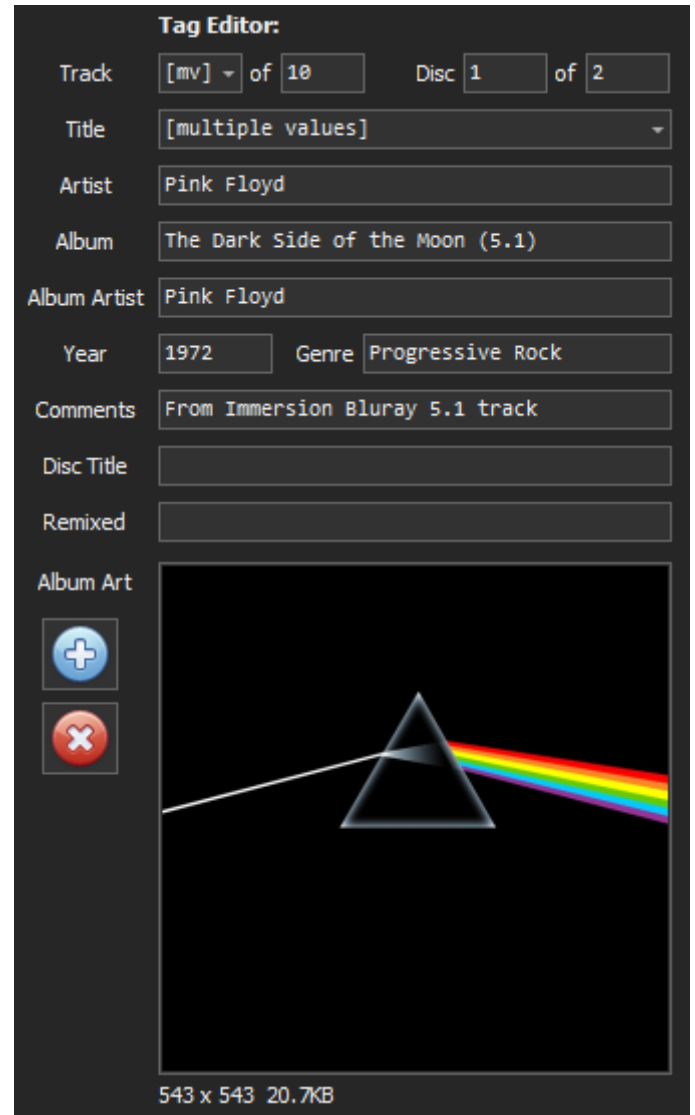 Tag Editor:
Track [mv] of 10 Disc 1 of 2
Title [multiple values]
Artist Pink Floyd
Album The Dark Side of the Moon (5.1)
Album Artist Pink Floyd
Year 1972 Genre Progressive Rock
Comments From Immersion Bluray 5.1 track
Disc Title
Remixed
Album Art
543 x 543 20.7KB